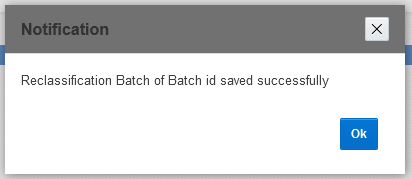 Notification
Reclassification Batch of Batch id saved successfully
Ok